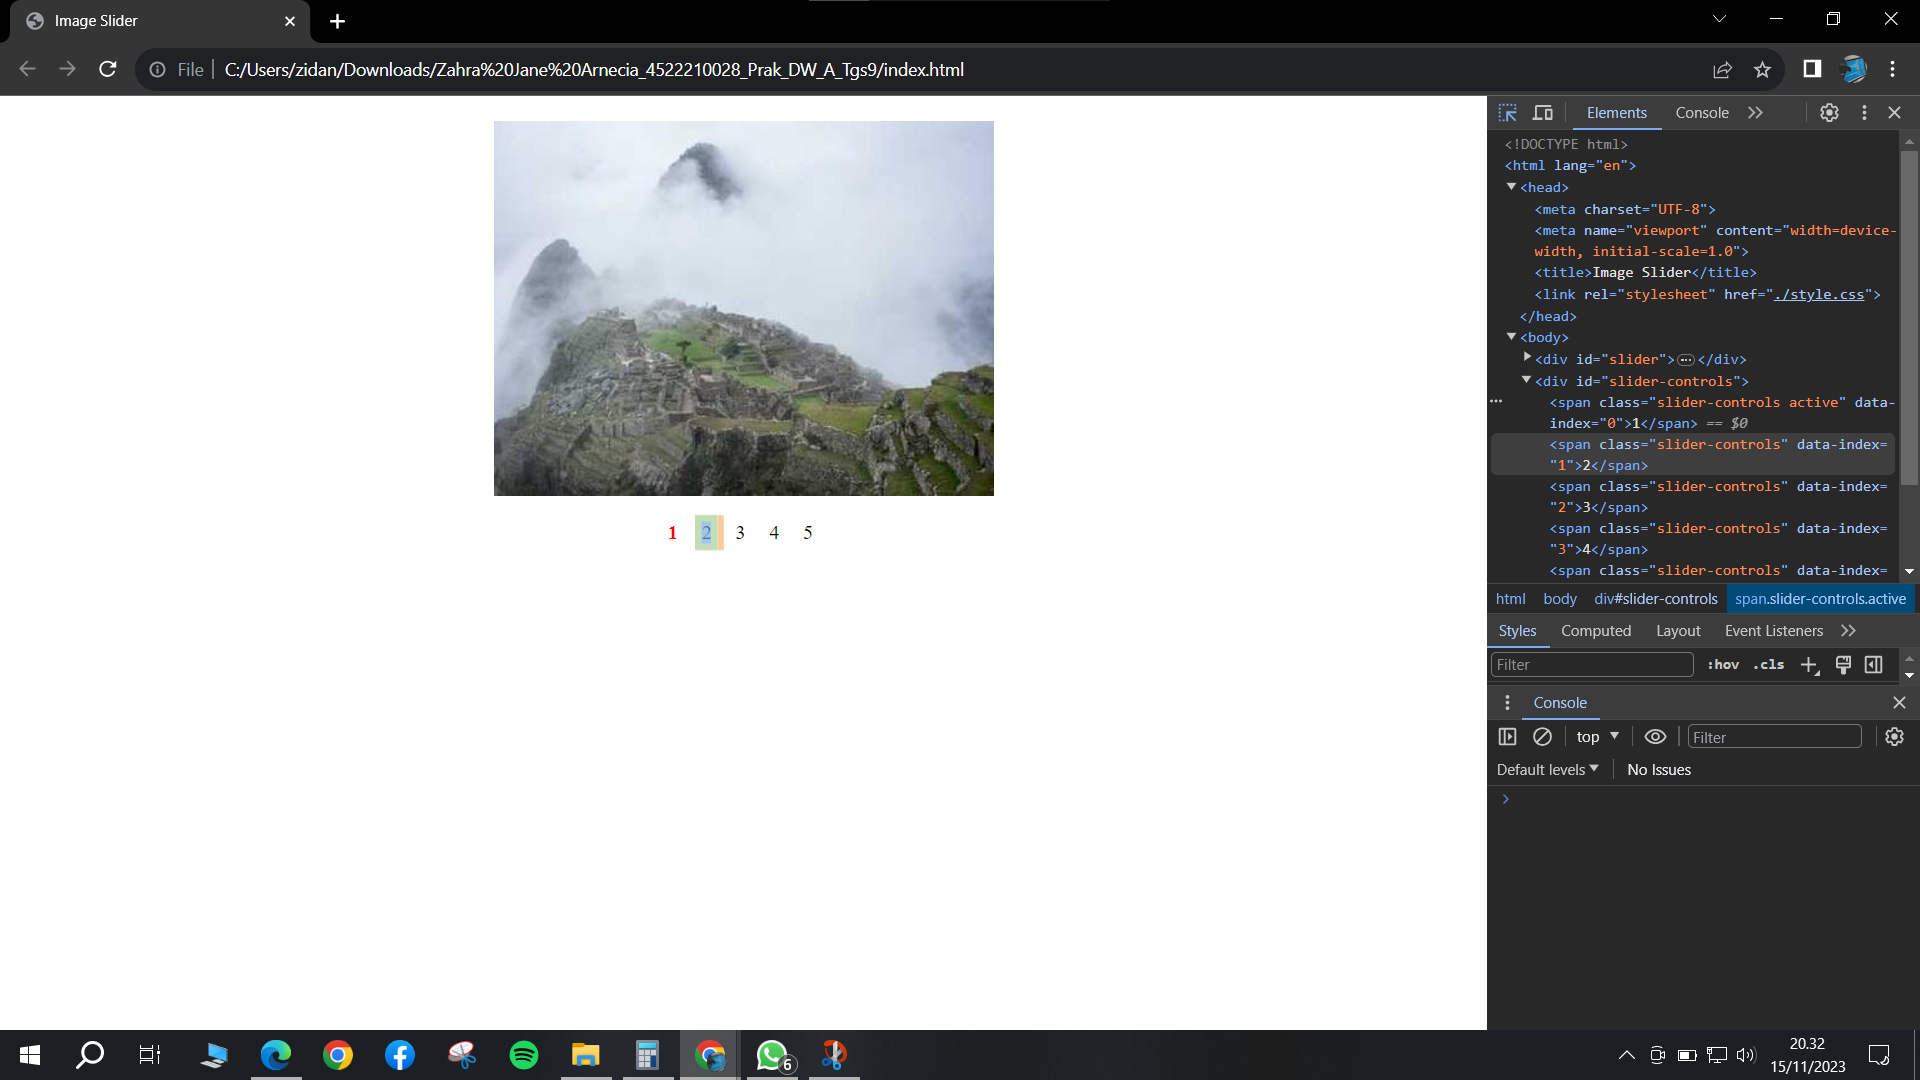 Image Slider
File
C:/Users/zidan/Downloads/Zahra%20Jane%20Arnecia_4522210028_Prak_DW_A_Tgs9/index.html
1 2 3 4 5
Elements Console
<!DOCTYPE html>
<html lang="en">
<head>
<meta charset="UTF-8">
<meta name="viewport" content="width=device-
width, initial-scale=1.0">
<title>Image Slider</title>
<link rel="stylesheet" href="./style.css">
</head>
<body>
<div id="slider">…</div>
<div id="slider-controls">
<span class="slider-controls active" data-
index="0">1</span> == $0
<span class="slider-controls" data-index=
"1">2</span>
<span class="slider-controls" data-index=
"2">3</span>
<span class="slider-controls" data-index=
"3">4</span>
<span class="slider-controls" data-index=
html body div#slider-controls span.slider-controls.active
Styles Computed Layout Event Listeners
Filter :hov .cls
Console
top Filter
Default levels No Issues
6
20.32
15/11/2023